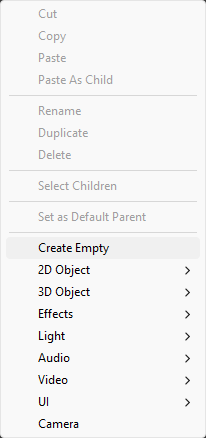 Cut
Copy
Paste
Paste As Child
Rename
Duplicate
Delete
Select Children
Set as Default Parent
Create Empty
2D Object
3D Object
Effects
Light
Audio
Video
UI
Camera